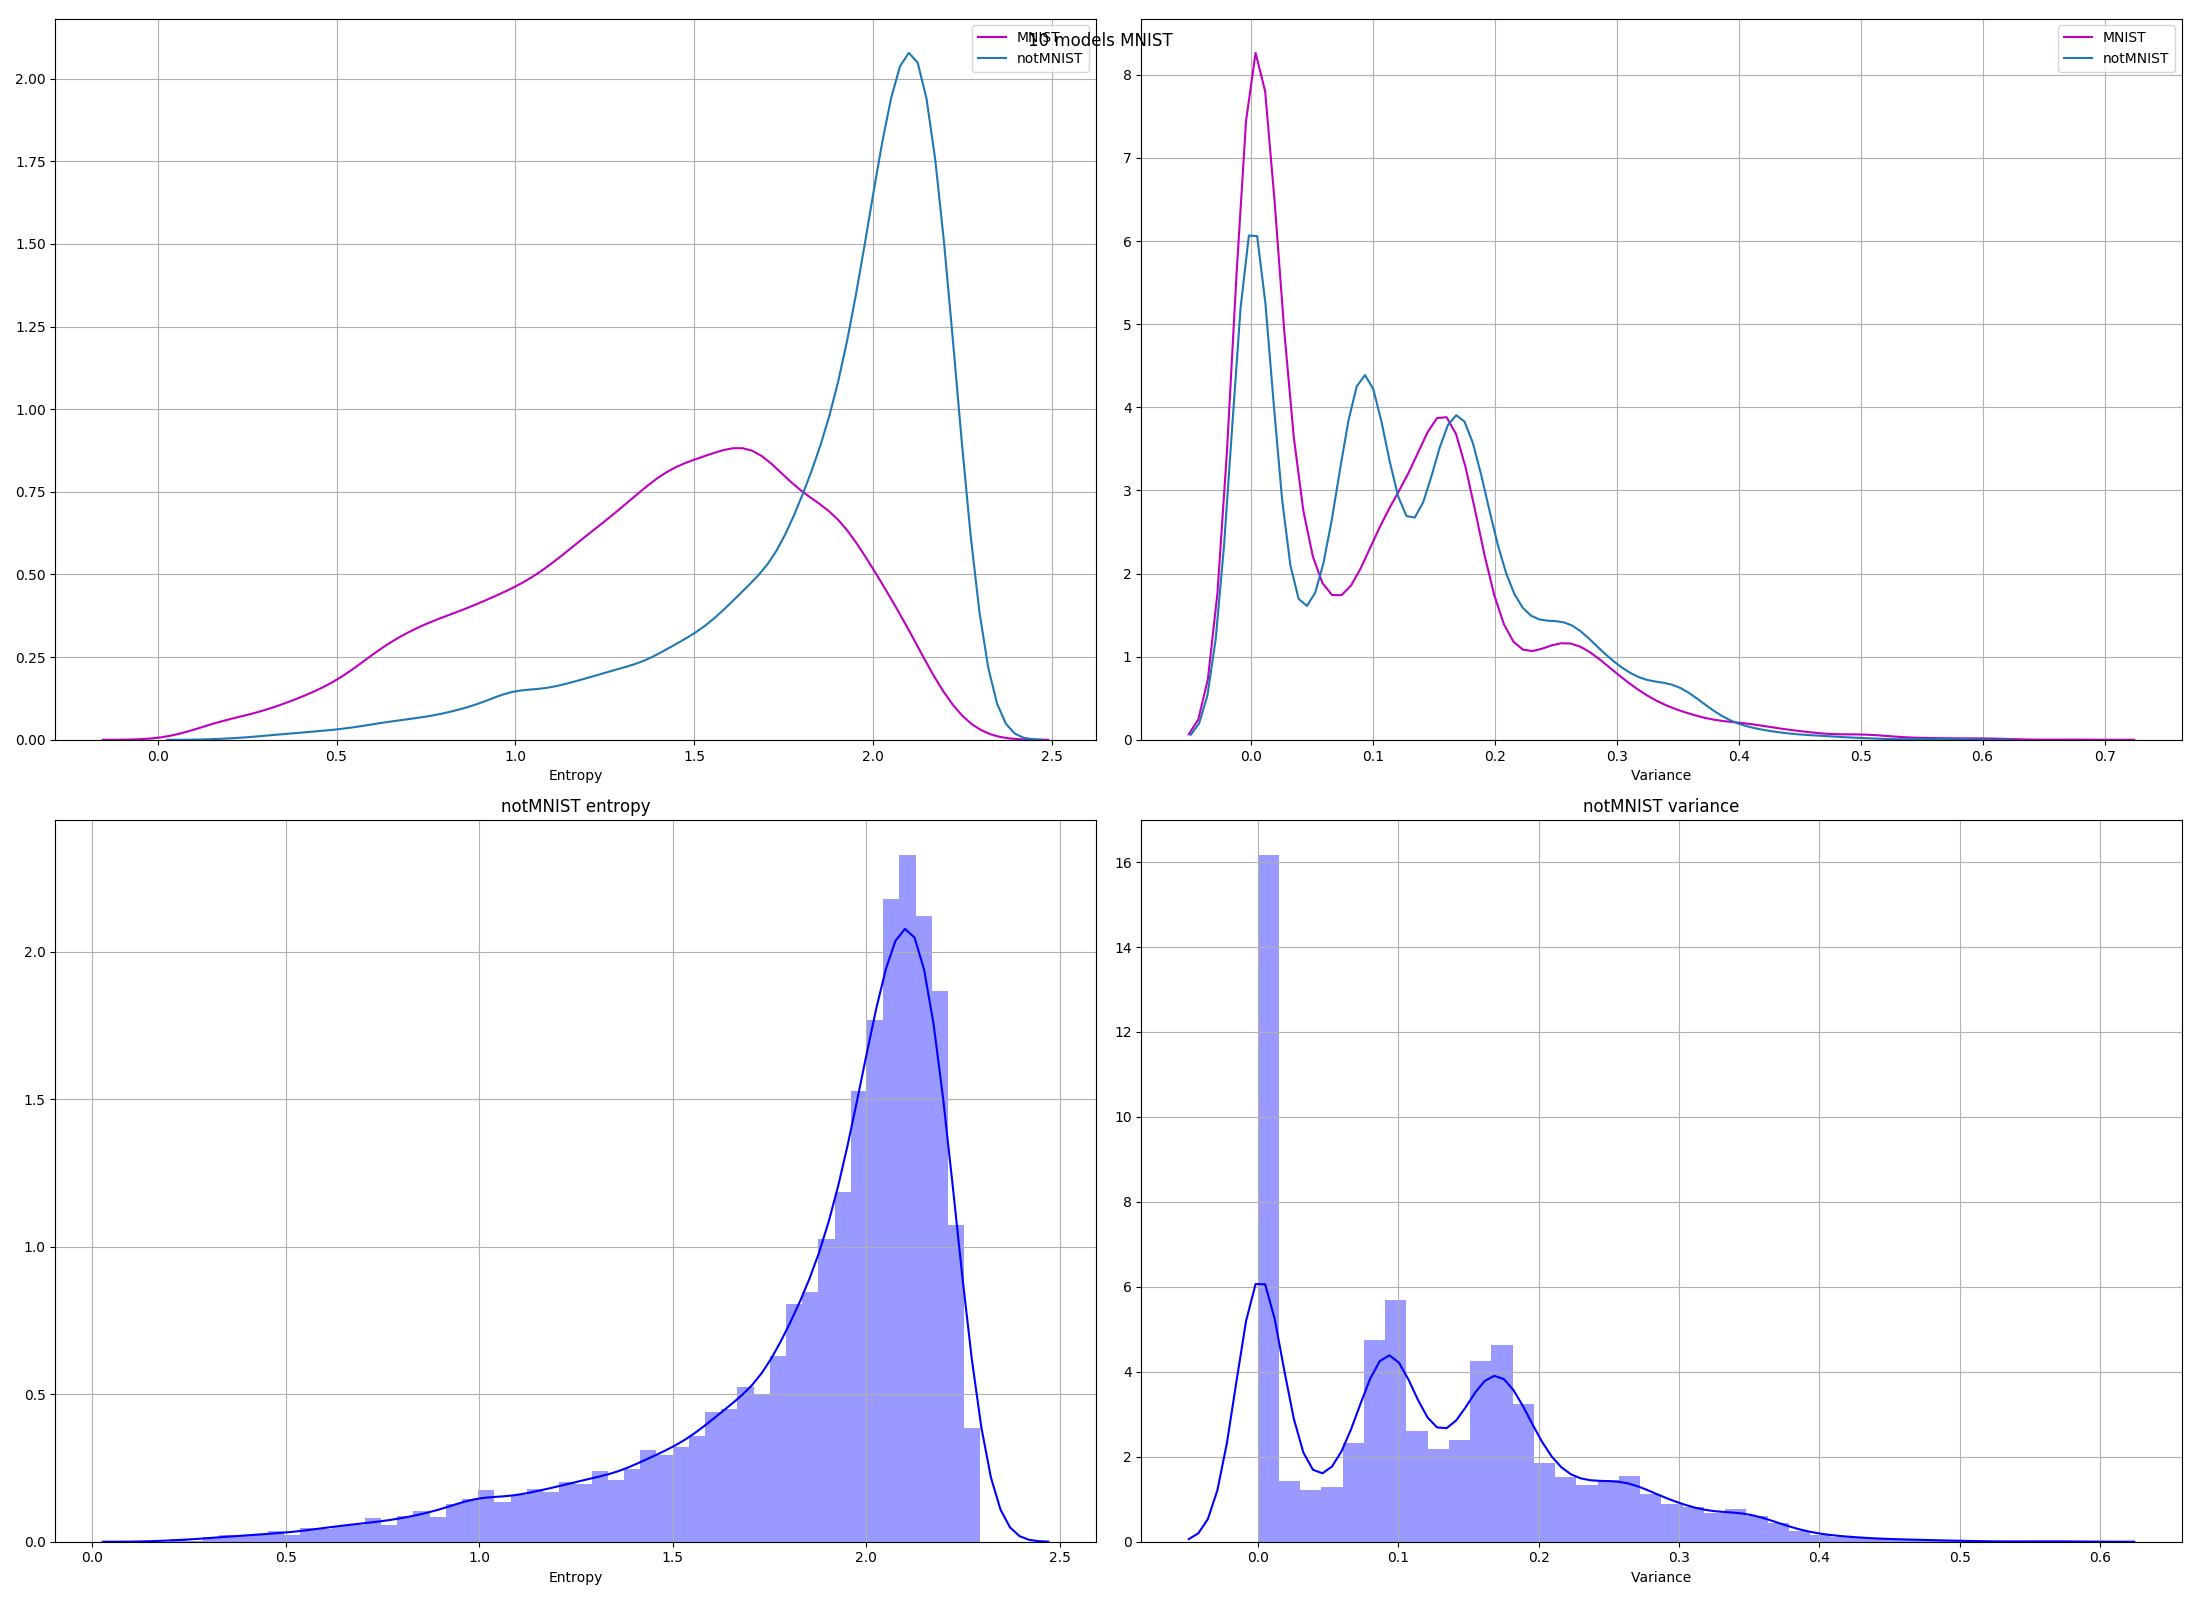 10 models MNIST
MNIST
notMNIST
2.00
1.75
1.50
1.25
1.00
0.75
0.50
0.25
0.00
0.0 0.5 1.0 1.5 2.0 2.5
Entropy
MNIST
notMNIST
8
7
6
5
4
3
2
1
0
0.0 0.1 0.2 0.3 0.4 0.5 0.6 0.7
Variance
notMNIST entropy
2.0
1.5
1.0
0.5
0.0
0.0 0.5 1.0 1.5 2.0 2.5
Entropy
notMNIST variance
16
14
12
10
8
6
4
2
0
0.0 0.1 0.2 0.3 0.4 0.5 0.6
Variance